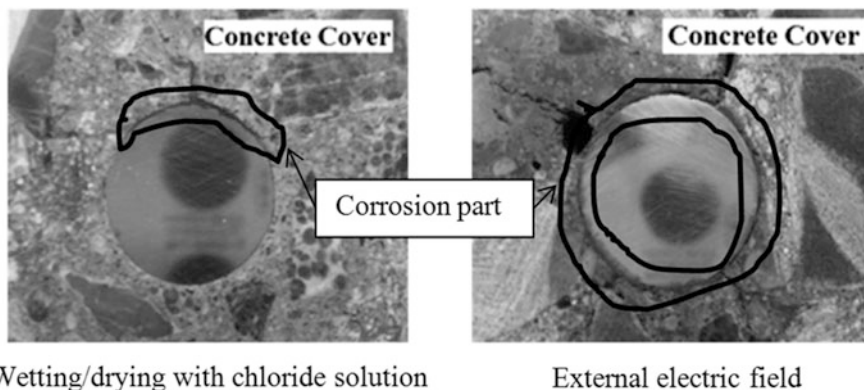 Concrete Cover
Concrete Cover
Corrosion part
Wetting/drying with chloride solution
External electric field